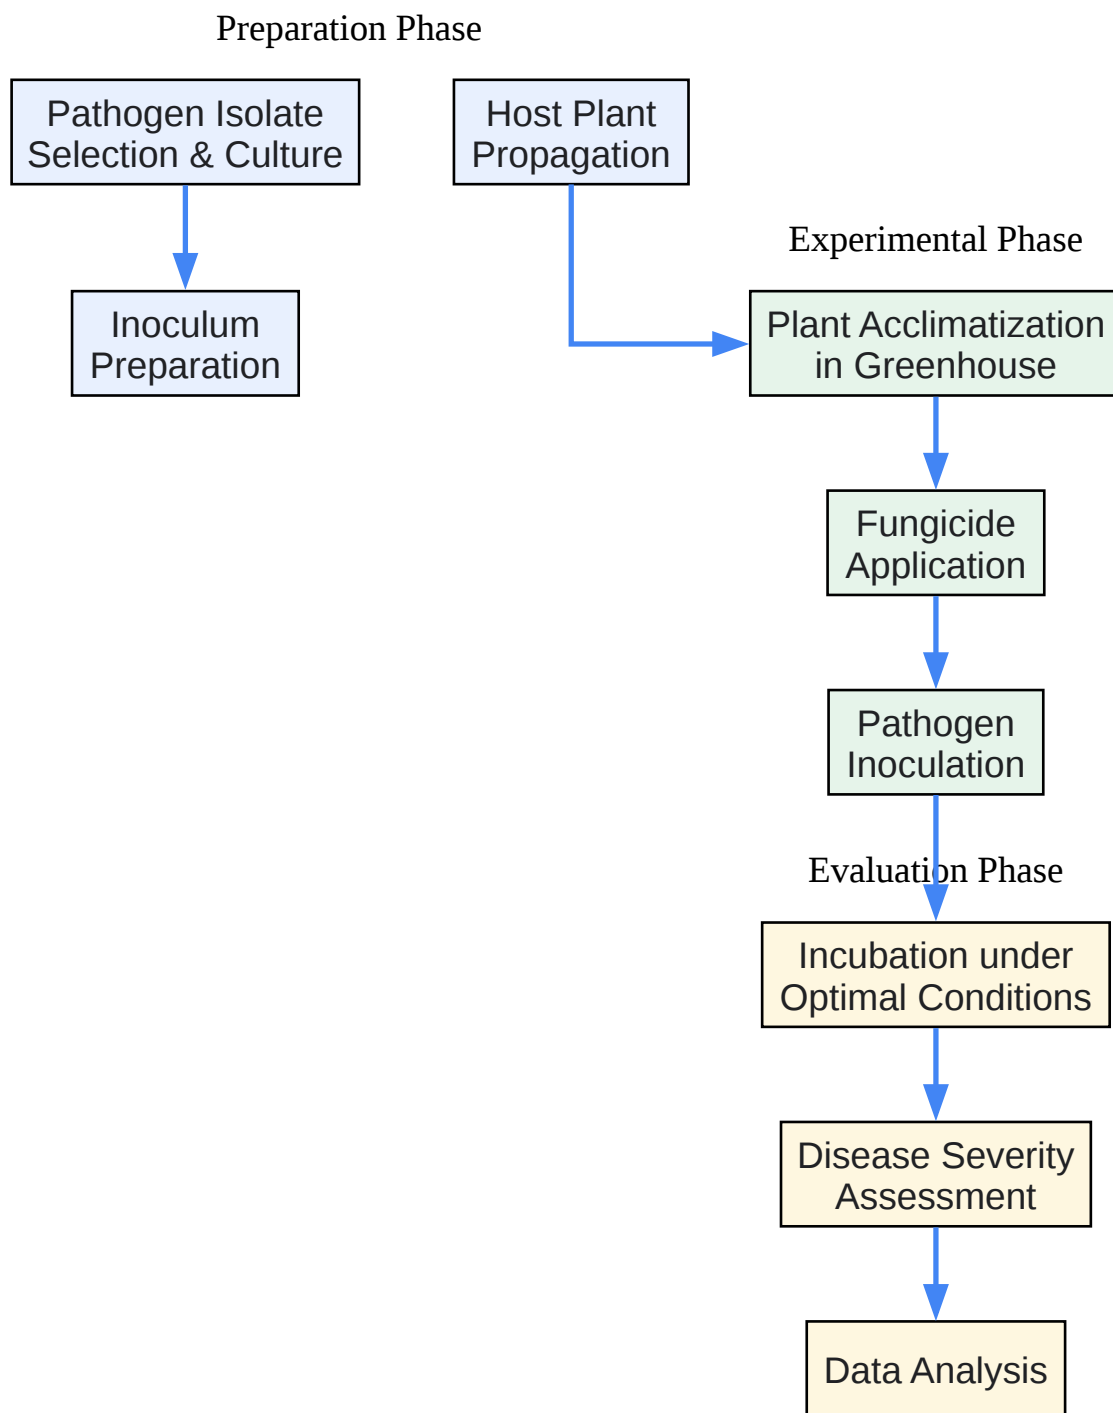 Preparation Phase
Pathogen Isolate
Selection & Culture
Host Plant
Propagation
Inoculum
Preparation
Experimental Phase
Plant Acclimatization
in Greenhouse
Fungicide
Application
Pathogen
Inoculation
Evaluation Phase
Incubation under
Optimal Conditions
Disease Severity
Assessment
Data Analysis